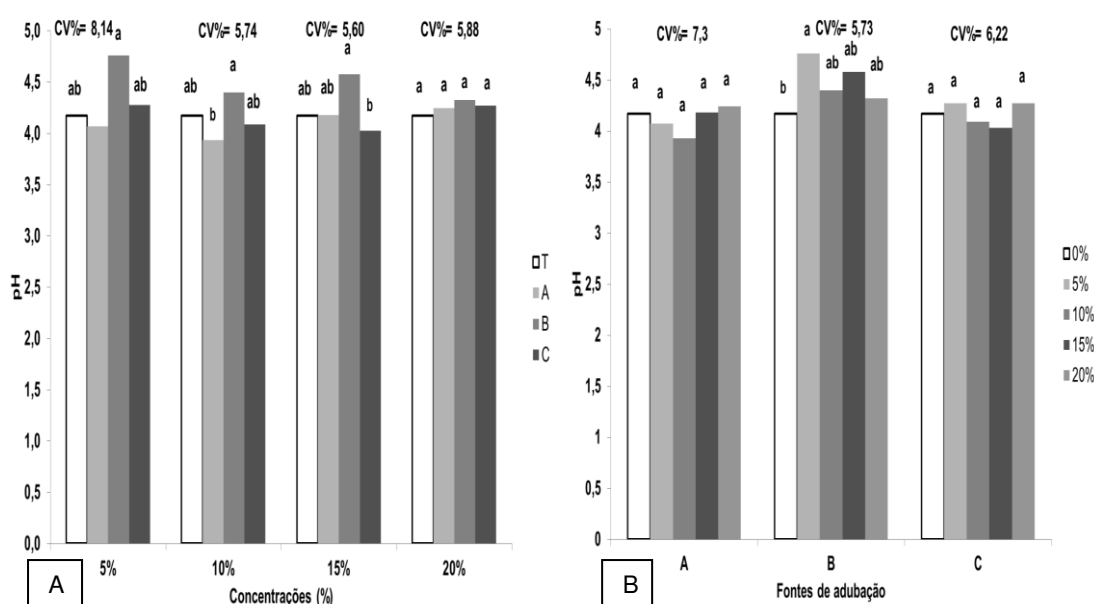 CV%= 8,14
CV%= 5,74
CV%= 5,60
CV%= 5,88
5,0
4,5
4,0
3,5
3,0
2,5
2,0
1,5
1,0
0,5
0,0
pH
ab
a
ab
ab
b
a
ab
ab
ab
a
b
a
a
a
a
5%
10%
15%
20%
Concentrações (%)
T
A
B
C
A
CV%= 7,3
CV%= 5,73
CV%= 6,22
5
4,5
4
3,5
3
2,5
2
1,5
1
0,5
0
pH
a
a
a
a
a
b
a
ab
ab
ab
a
a
a
a
a
A
B
C
Fontes de adubação
0%
5%
10%
15%
20%
B